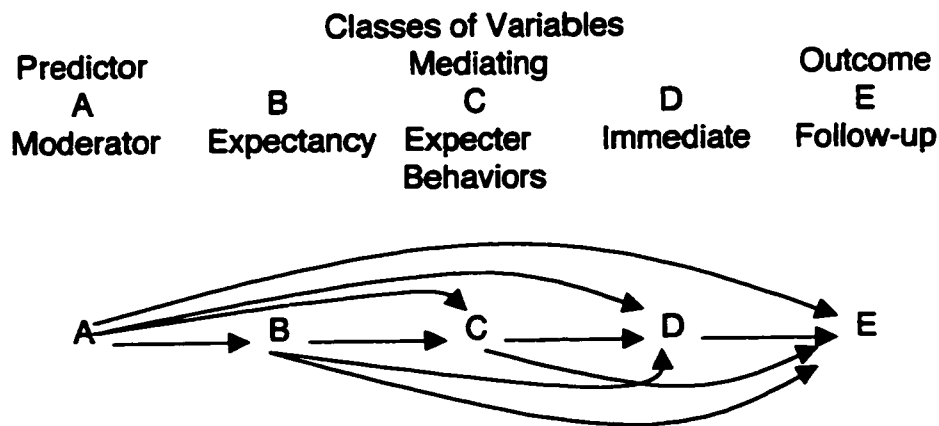 Classes of Variables
Predictor Mediating Outcome
A B C D E
Moderator Expectancy Expecter Immediate Follow-up
Behaviors
A B C D E